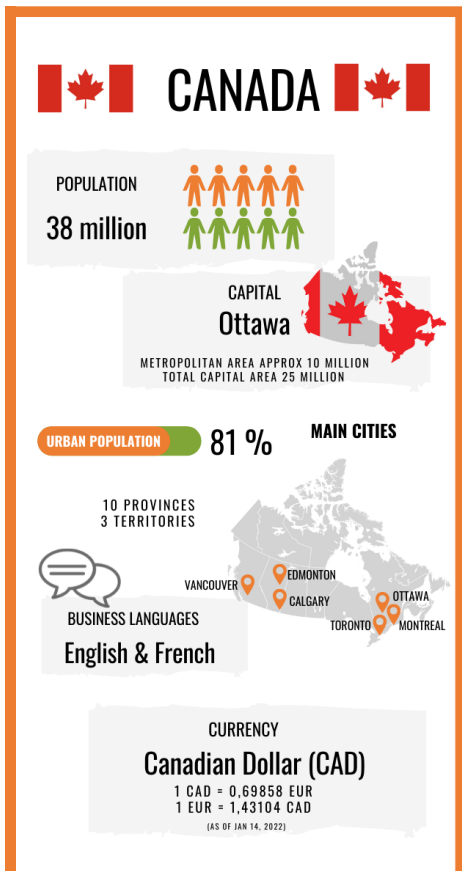 CANADA
POPULATION
38 million
CAPITAL
Ottawa
METROPOLITAN AREA APPROX 10 MILLION
TOTAL CAPITAL AREA 25 MILLION
URBAN POPULATION 81 %
MAIN CITIES
10 PROVINCES
3 TERRITORIES
VANCOUVER
EDMONTON
CALGARY
OTTAWA
TORONTO
MONTREAL
BUSINESS LANGUAGES
English & French
CURRENCY
Canadian Dollar (CAD)
1 CAD = 0,69858 EUR
1 EUR = 1,43104 CAD
(AS OF JAN 14, 2022)